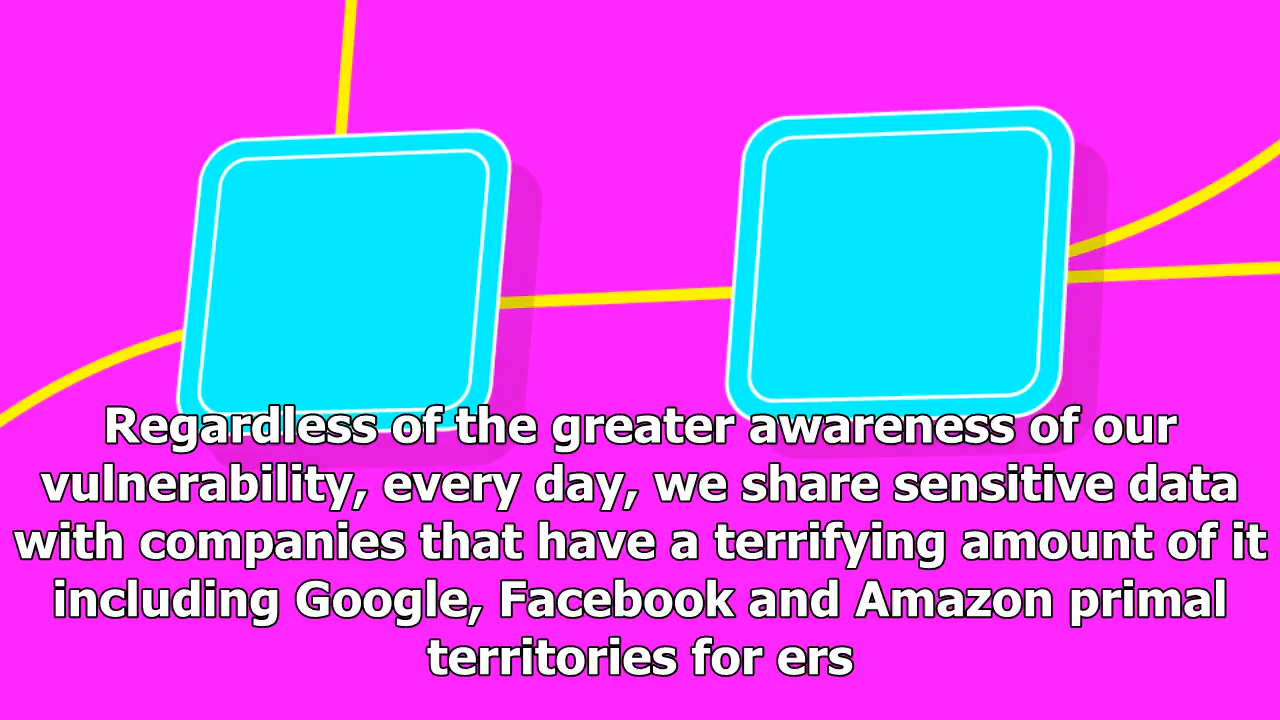 Regardless of the greater awareness of our
vulnerability, every day, we share sensitive data
with companies that have a terrifying amount of it
including Google, Facebook and Amazon primal
territories for ers